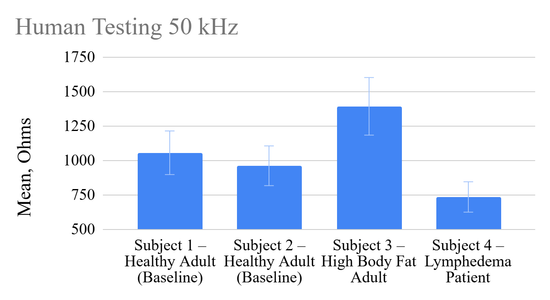 Human Testing 50 kHz
Mean, Ohms
1750
1500
1250
1000
750
500
Subject 1 –
Healthy Adult
(Baseline)
Subject 2 –
Healthy Adult
(Baseline)
Subject 3 –
High Body Fat
Adult
Subject 4 –
Lymphedema
Patient